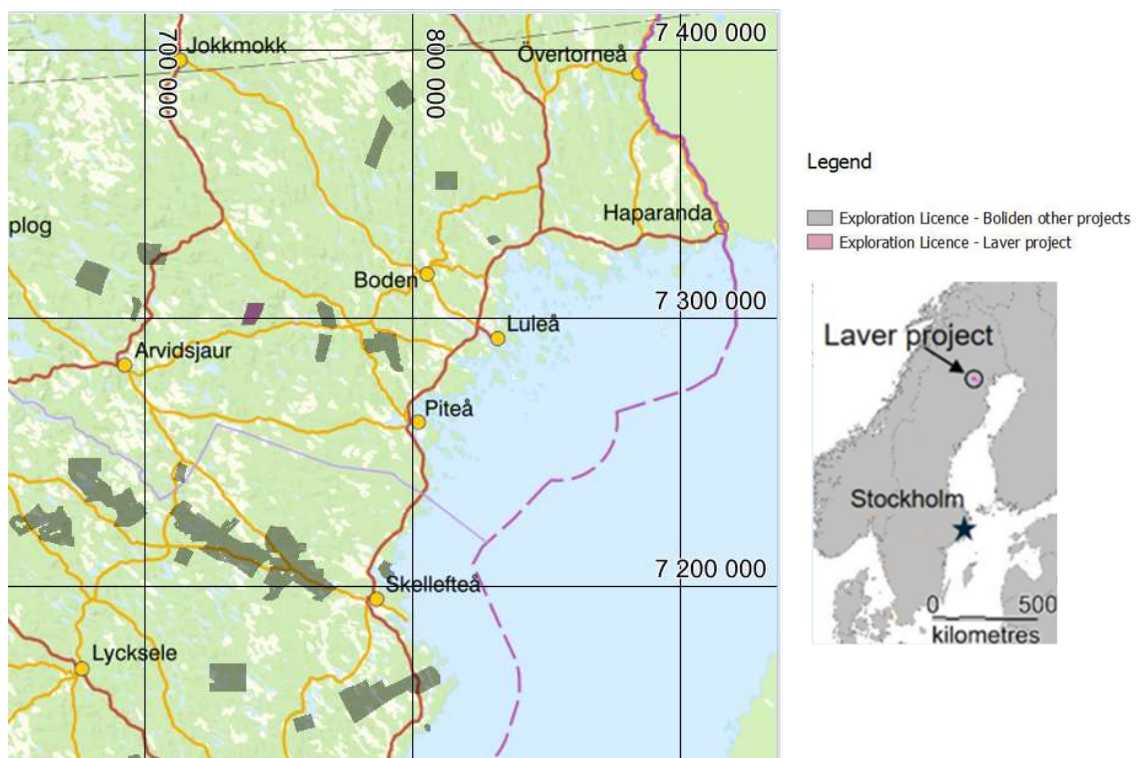 Jokkmokk
700 000
800 000
Övertorneå
7 400 000
plog
Haparanda
Boden
7 300 000
Luleå
Arvidsjaur
Piteå
7 200 000
Skellefteå
Lycksele
Legend
Exploration Licence - Boliden other projects
Exploration Licence - Laver project
Laver project
Stockholm
0 500
kilometres